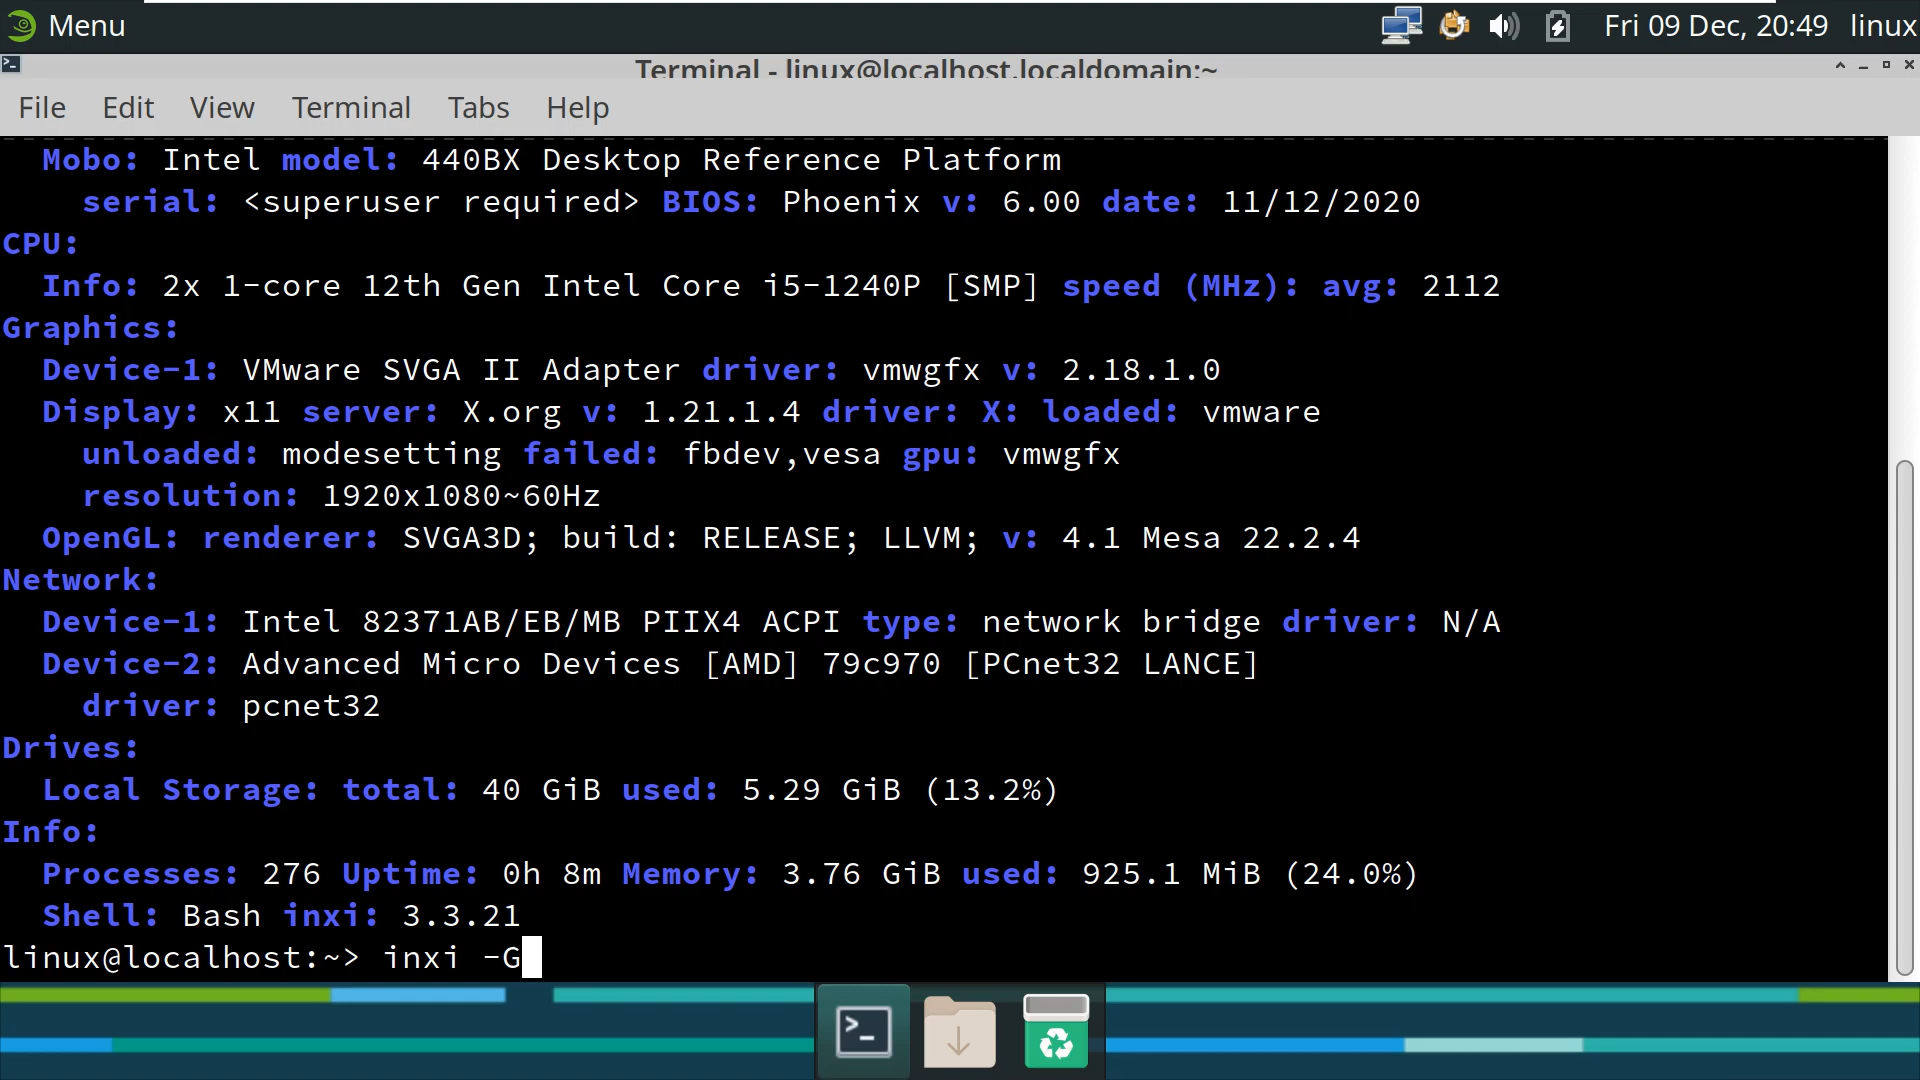 Menu
Fri 09 Dec, 20:49 linux
Terminal - linux@localhost.localdomain:~
File Edit View Terminal Tabs Help
Mobo: Intel model: 440BX Desktop Reference Platform
serial: <superuser required> BIOS: Phoenix v: 6.00 date: 11/12/2020
CPU:
Info: 2x 1-core 12th Gen Intel Core i5-1240P [SMP] speed (MHz): avg: 2112
Graphics:
Device-1: VMware SVGA II Adapter driver: vmwgfx v: 2.18.1.0
Display: x11 server: X.org v: 1.21.1.4 driver: X: loaded: vmware
unloaded: modesetting failed: fbdev,vesa gpu: vmwgfx
resolution: 1920x1080~60Hz
OpenGL: renderer: SVGA3D; build: RELEASE; LLVM; v: 4.1 Mesa 22.2.4
Network:
Device-1: Intel 82371AB/EB/MB PIIX4 ACPI type: network bridge driver: N/A
Device-2: Advanced Micro Devices [AMD] 79c970 [PCnet32 LANCE]
driver: pcnet32
Drives:
Local Storage: total: 40 GiB used: 5.29 GiB (13.2%)
Info:
Processes: 276 Uptime: 0h 8m Memory: 3.76 GiB used: 925.1 MiB (24.0%)
Shell: Bash inxi: 3.3.21
linux@localhost:~> inxi -G